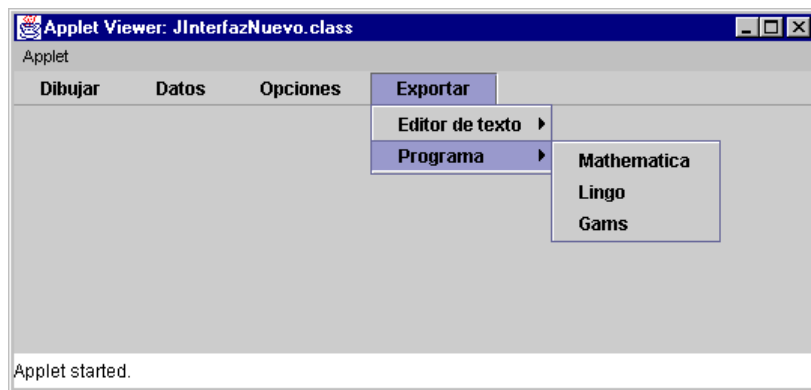 Applet Viewer: JInterfazNuevo.class
Applet
Dibujar Datos Opciones Exportar
Editor de texto
Programa
Mathematica
Lingo
Gams
Applet started.